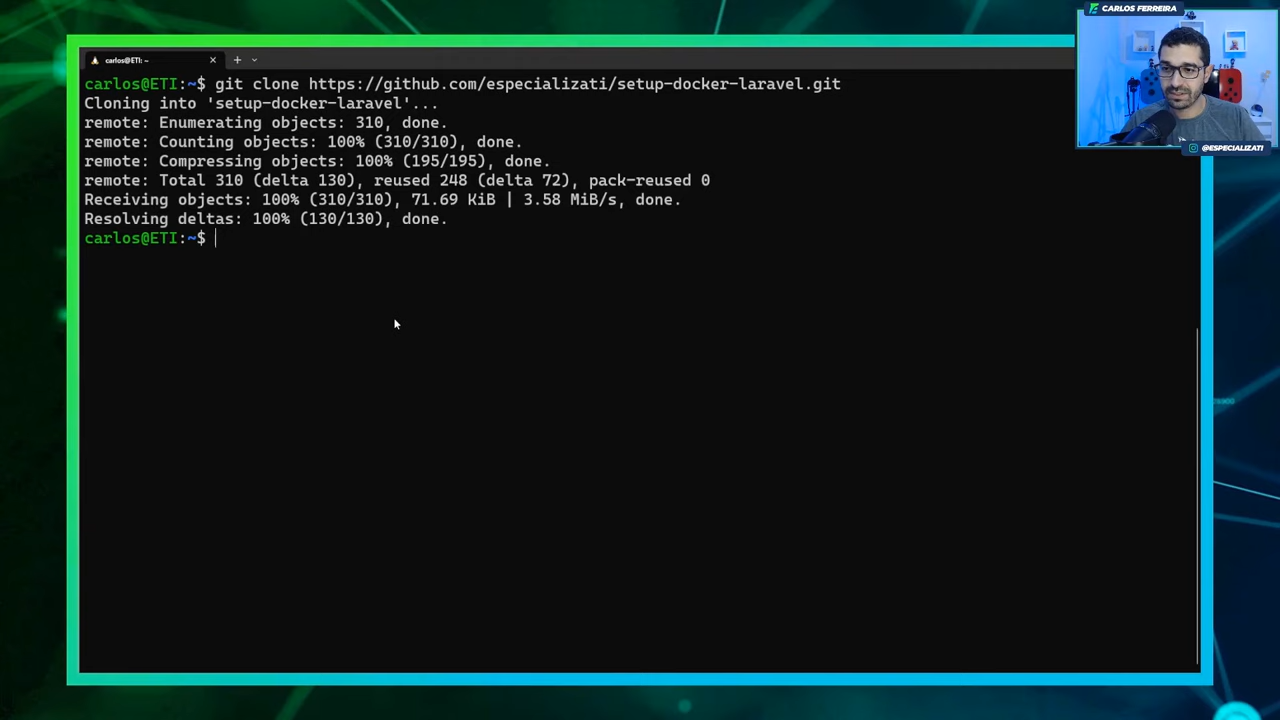 CARLOS FERREIRA
carlos@ETI: ~
carlos@ETI:~$ git clone https://github.com/especializati/setup-docker-laravel.git
Cloning into 'setup-docker-laravel'...
remote: Enumerating objects: 310, done.
remote: Counting objects: 100% (310/310), done.
remote: Compressing objects: 100% (195/195), done.
remote: Total 310 (delta 130), reused 248 (delta 72), pack-reused 0
Receiving objects: 100% (310/310), 71.69 KiB | 3.58 MiB/s, done.
Resolving deltas: 100% (130/130), done.
carlos@ETI:~$
@ESPECIALIZATI